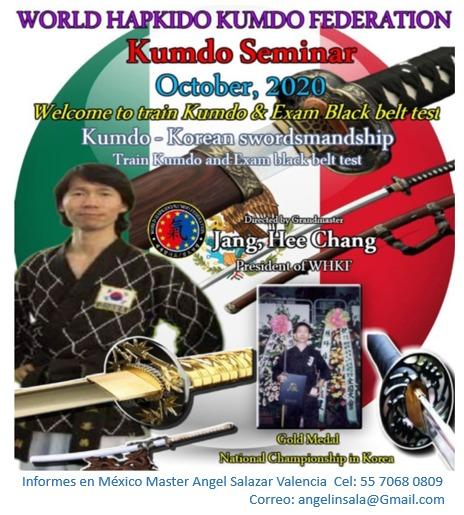 WORLD HAPKIDO KUMDO FEDERATION
Kumdo Seminar
October, 2020
Welcome to train Kumdo & Exam Black belt test
Kumdo - Korean swordsmandship
Train Kumdo and Exam black belt test
Directed by Grandmaster
Jang, Hee Chang
President of WHKF
Gold Medal
National Championship in Korea
Informes en México Master Angel Salazar Valencia Cel: 55 7068 0809
Correo: angelinsala@Gmail.com